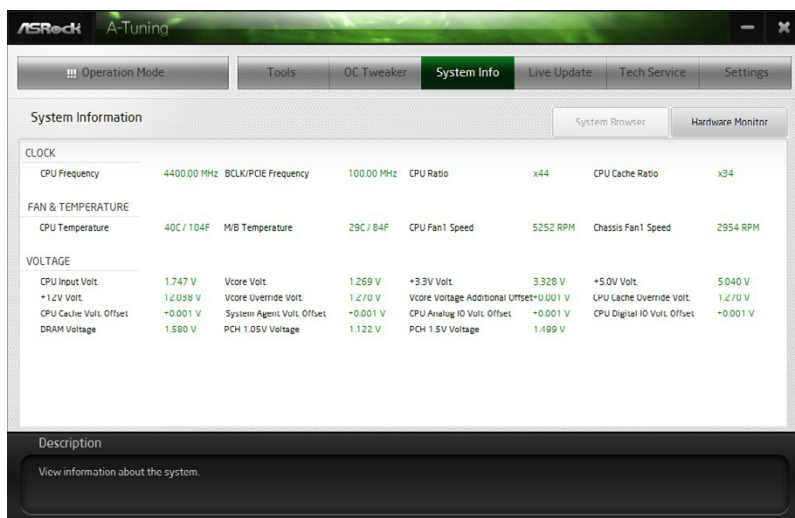 ASRock A-Tuning
Operation Mode Tools OC Tweaker System Info Live Update Tech Service Settings
System Information System Browser Hardware Monitor
CLOCK
CPU Frequency 4400.00 MHz BCLK/PCIE Frequency 100.00 MHz CPU Ratio x44 CPU Cache Ratio x34
FAN & TEMPERATURE
CPU Temperature 40C / 104F M/B Temperature 29C / 84F CPU Fan1 Speed 5252 RPM Chassis Fan1 Speed 2954 RPM
VOLTAGE
CPU Input Volt. 1.747 V Vcore Volt. 1.269 V +3.3V Volt. 3.328 V +5.0V Volt. 5.040 V
+12V Volt. 12.038 V Vcore Override Volt. 1.270 V Vcore Voltage Additional Offset +0.001 V CPU Cache Override Volt. 1.270 V
CPU Cache Volt. Offset +0.001 V System Agent Volt. Offset +0.001 V CPU Analog IO Volt. Offset +0.001 V CPU Digital IO Volt. Offset +0.001 V
DRAM Voltage 1.580 V PCH 1.05V Voltage 1.122 V PCH 1.5V Voltage 1.499 V
Description
View information about the system.